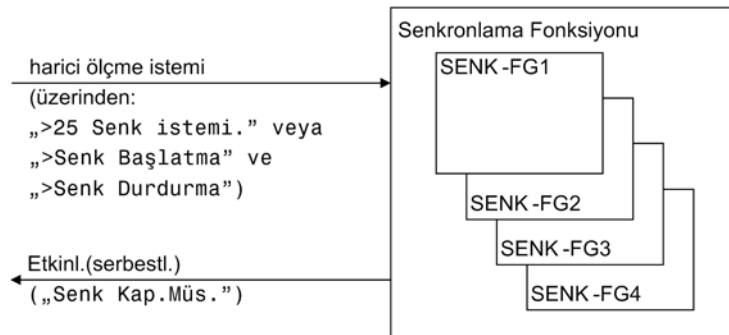 Senkronlama Fonksiyonu
harici ölçme istemi
(üzerinden:
„>25 Senk istemi.” veya
„>Senk Başlatma” ve
„>Senk Durdurma”)
SENK-FG1
SENK-FG2
SENK-FG3
SENK-FG4
Etkinl.(serbestl.)
(„Senk Kap.Müs.”)